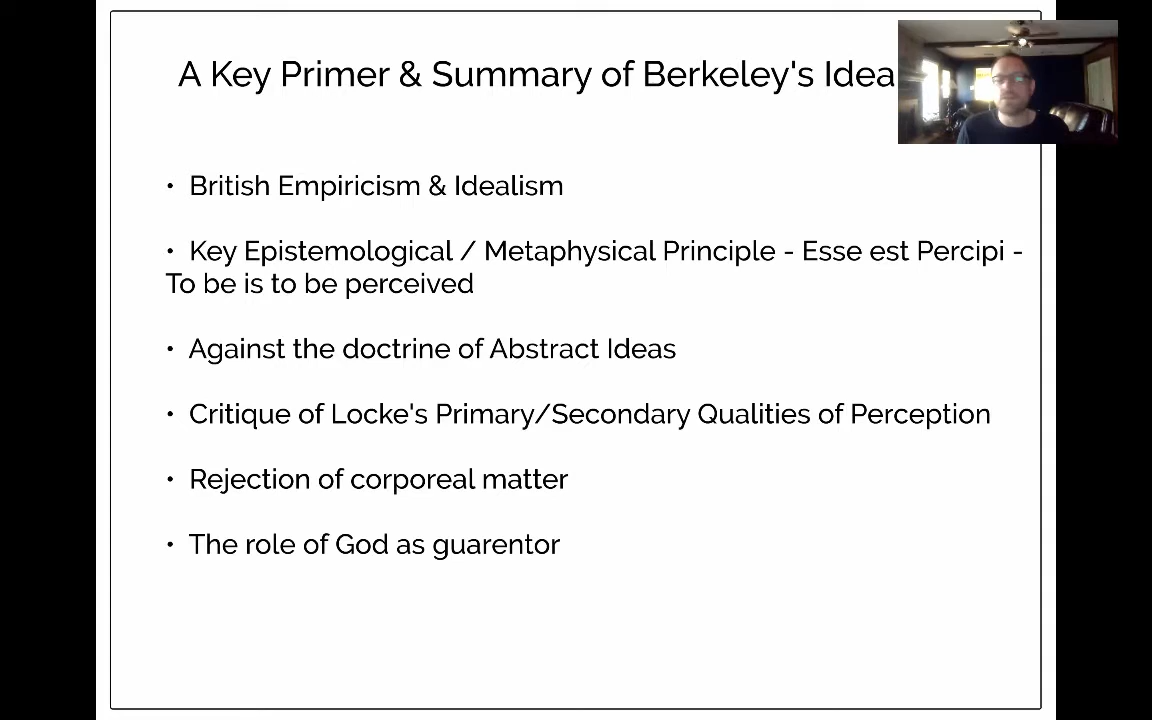 A Key Primer & Summary of Berkeley's Idea
• British Empiricism & Idealism
• Key Epistemological / Metaphysical Principle - Esse est Percipi -
To be is to be perceived
• Against the doctrine of Abstract Ideas
• Critique of Locke's Primary/Secondary Qualities of Perception
• Rejection of corporeal matter
• The role of God as guarentor